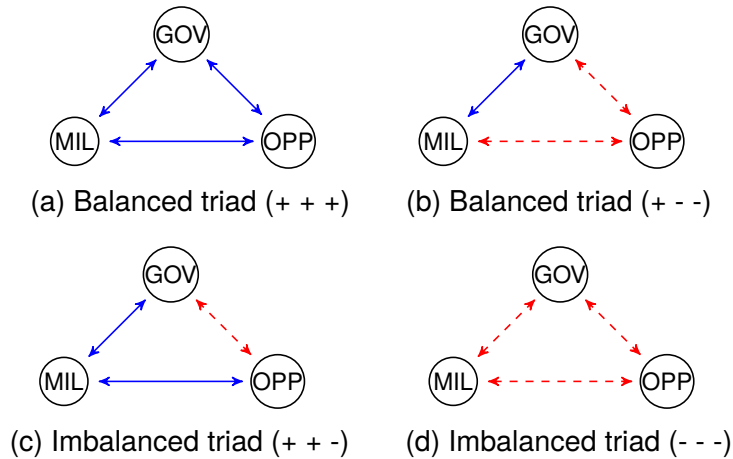 GOV GOV
MIL OPP MIL OPP
(a) Balanced triad (+ + +) (b) Balanced triad (+ - -)
GOV GOV
MIL OPP MIL OPP
(c) Imbalanced triad (+ + -) (d) Imbalanced triad (- - -)